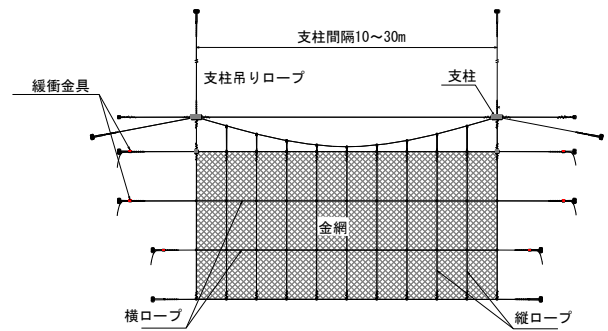 支柱間隔10～30m
支柱吊りロープ
支柱
緩衝金具
金網
横ロープ
縦ロープ